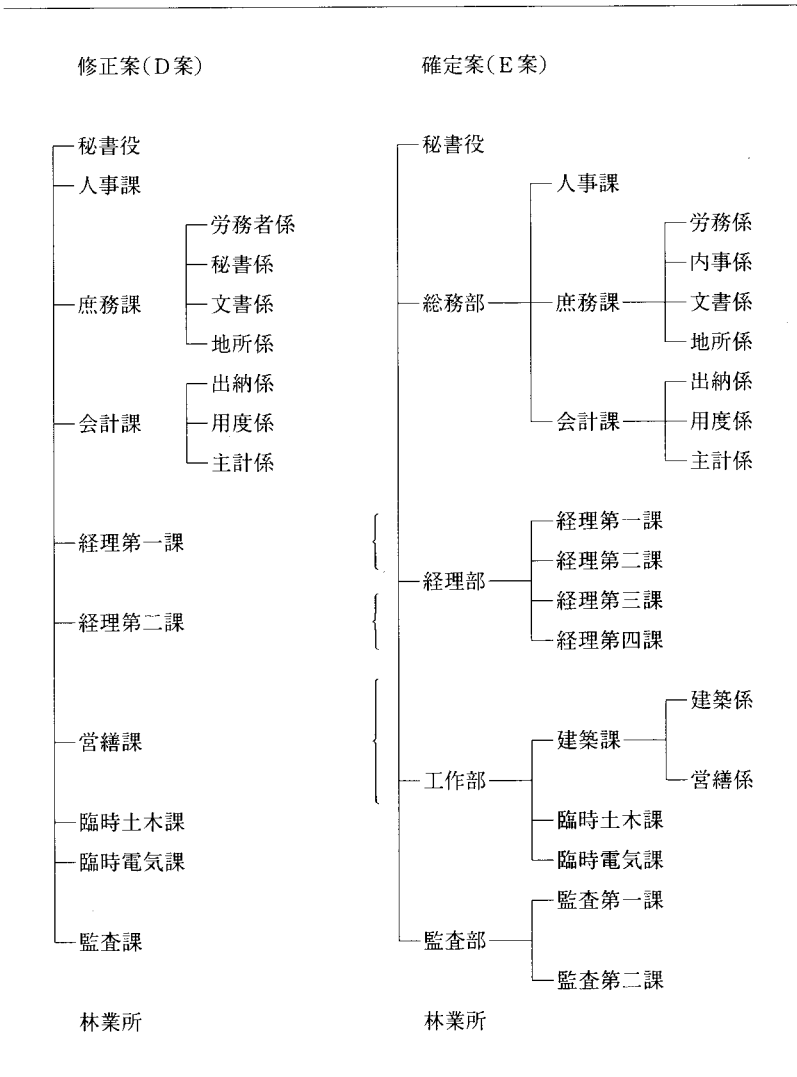 修正案(D案)
秘書役
人事課
庶務課
労務者係
秘書係
文書係
地所係
会計課
出納係
用度係
主計係
経理第一課
経理第二課
営繕課
臨時土木課
臨時電気課
監査課
林業所
確定案(E案)
秘書役
総務部
人事課
庶務課
労務係
内事係
文書係
地所係
会計課
出納係
用度係
主計係
経理部
経理第一課
経理第二課
経理第三課
経理第四課
工作部
建築課
建築係
営繕係
臨時土木課
臨時電気課
監査部
監査第一課
監査第二課
林業所